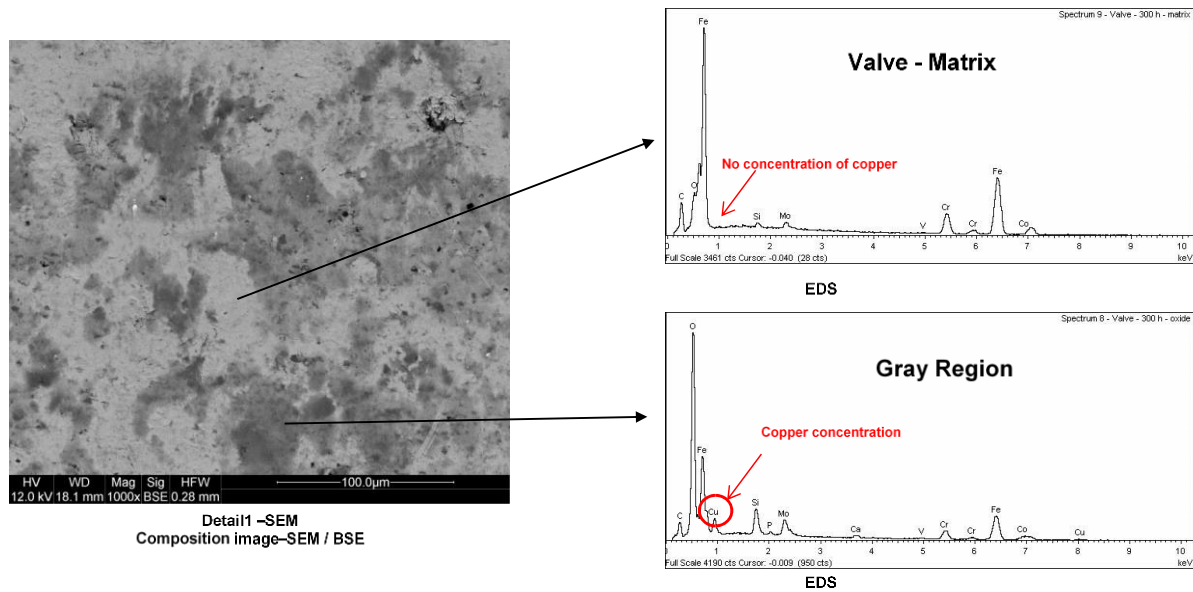 HV WD Mag Sig HFW 100.0µm
12.0 kV 18.1 mm 1000x BSE 0.28 mm
Detail1 –SEM
Composition image–SEM / BSE
Spectrum 9 - Valve - 300 h - matrix
Valve - Matrix
No concentration of copper
Fe
C
O
Si
Mo
V
Cr
Cr
Fe
Co
0 1 2 3 4 5 6 7 8 9 10
Full Scale 3461 cts Cursor: -0.040 (28 cts) keV
EDS
Spectrum 8 - Valve - 300 h - oxide
Gray Region
Copper concentration
O
Fe
C
Cu
Si
P
Mo
Ca
V
Cr
Cr
Fe
Co
Cu
0 1 2 3 4 5 6 7 8 9 10
Full Scale 4190 cts Cursor: -0.009 (950 cts) keV
EDS